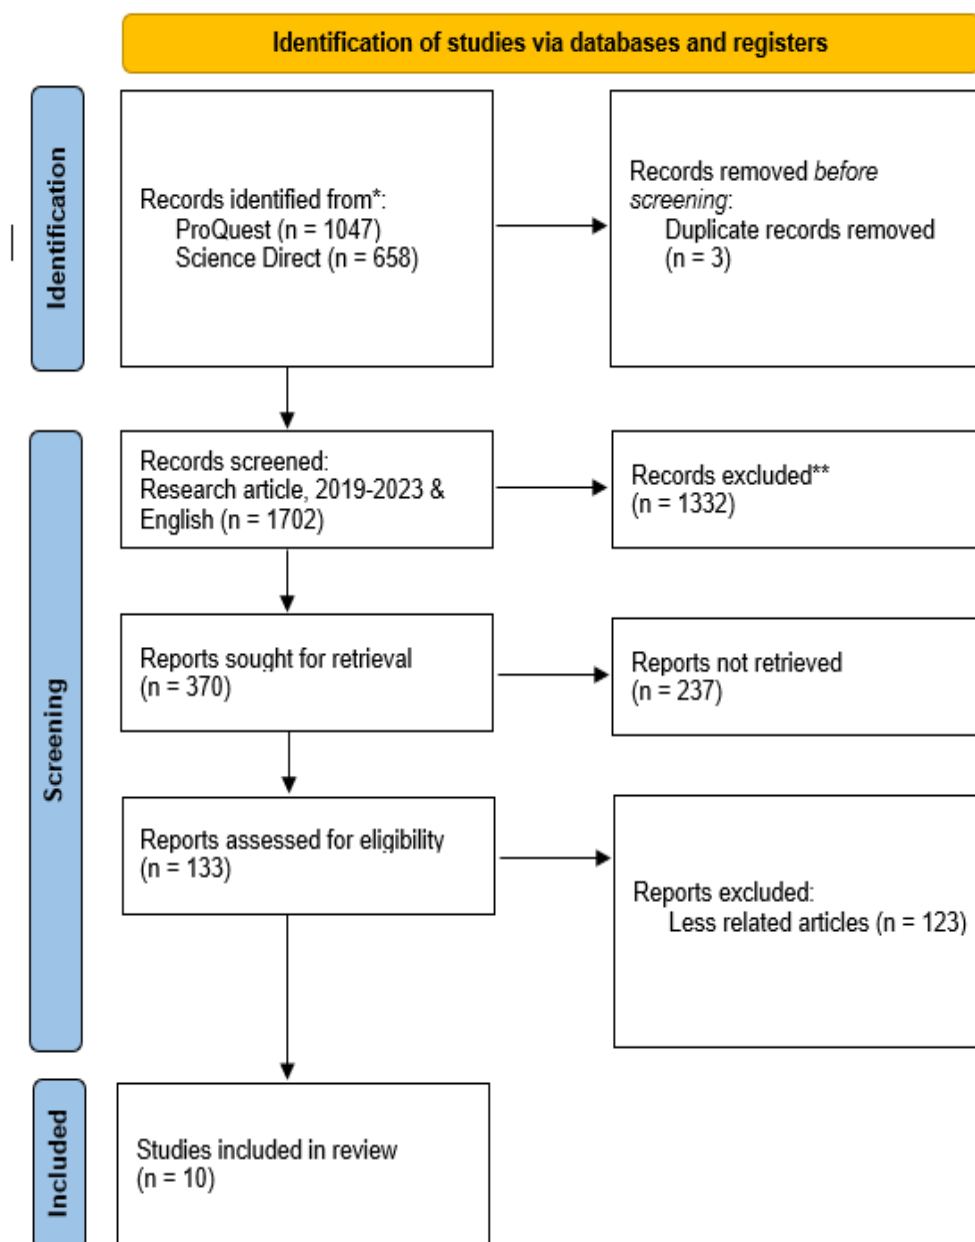 Identification of studies via databases and registers
Identification
Records identified from*:
ProQuest (n = 1047)
Science Direct (n = 658)
Records removed before
screening:
Duplicate records removed
(n = 3)
Screening
Records screened:
Research article, 2019-2023 &
English (n = 1702)
Records excluded**
(n = 1332)
Reports sought for retrieval
(n = 370)
Reports not retrieved
(n = 237)
Reports assessed for eligibility
(n = 133)
Reports excluded:
Less related articles (n = 123)
Included
Studies included in review
(n = 10)